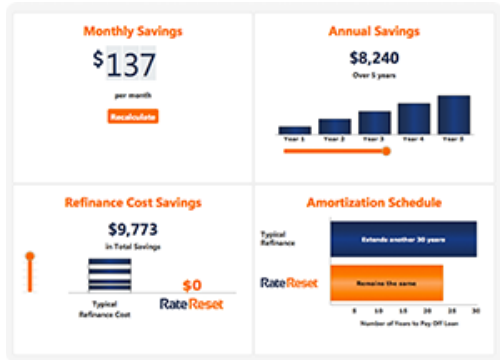 Monthly Savings
$137
per month
Recalculate
Annual Savings
$8,240
Over 5 years
Year 1 Year 2 Year 3 Year 4 Year 5
Refinance Cost Savings
$9,773
in Total Savings
$0
Typical
Refinance Cost
RateReset
Amortization Schedule
Typical
Refinance
Extends another 30 years
RateReset
Remains the same
5 10 15 20 25 30
Number of Years to Pay Off Loan